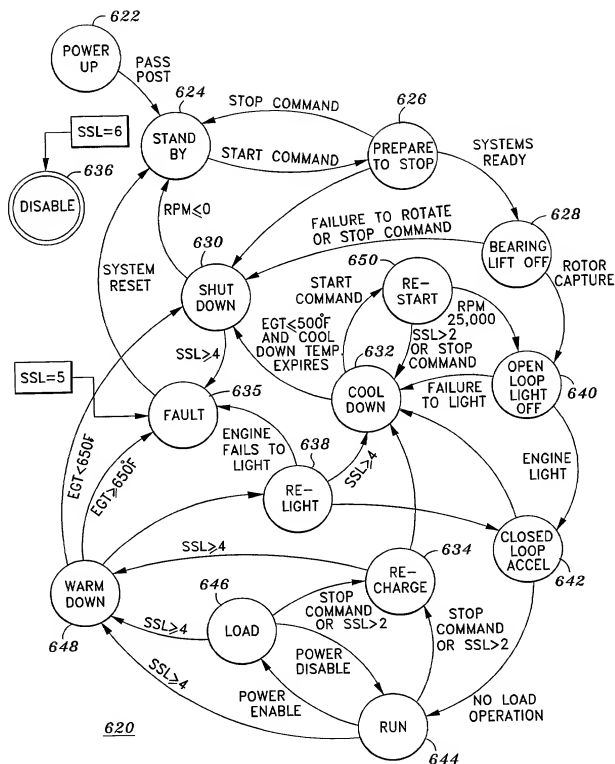 622
POWER
UP
PASS
POST
624
STOP COMMAND
626
SSL=6
STAND
BY
START COMMAND
PREPARE
TO STOP
SYSTEMS
READY
636
DISABLE
RPM≤0
630
FAILURE TO ROTATE
OR STOP COMMAND
628
BEARING
LIFT OFF
SYSTEM
RESET
SHUT
DOWN
650
START
COMMAND
RE-
START
ROTOR
CAPTURE
RPM
25,000
EGT≤500°F
AND COOL
DOWN TEMP.
EXPIRES
632
SSL>2
OR STOP
COMMAND
SSL≥4
SSL=5
635
FAULT
COOL
DOWN
FAILURE
TO LIGHT
OPEN
LOOP
LIGHT
OFF
640
ENGINE
FAILS TO
LIGHT
638
EGT<650°F
EGT≥650°F
RE-
LIGHT
SSL≥4
ENGINE
LIGHT
CLOSED
LOOP
ACCEL
642
SSL≥4
634
WARM
DOWN
648
646
RE-
CHARGE
STOP
COMMAND
OR SSL>2
LOAD
SSL≥4
STOP
COMMAND
OR SSL>2
POWER
DISABLE
SSL≥4
POWER
ENABLE
RUN
NO LOAD
OPERATION
620
644